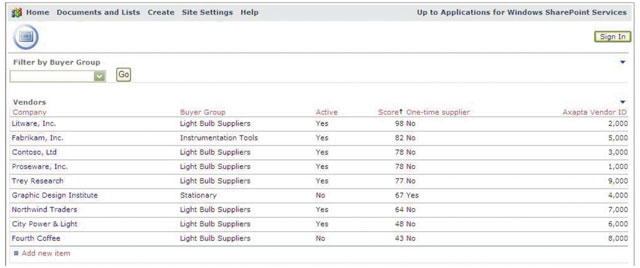 Home Documents and Lists Create Site Settings Help Up to Applications for Windows SharePoint Services
Sign In
Filter by Buyer Group
Go
Vendors
Company Buyer Group Active Score One-time supplier Axapta Vendor ID
Litware, Inc. Light Bulb Suppliers Yes 98 No 2,000
Fabrikam, Inc. Instrumentation Tools Yes 82 No 5,000
Contoso, Ltd Light Bulb Suppliers Yes 78 No 3,000
Proseware, Inc. Light Bulb Suppliers Yes 78 No 1,000
Trey Research Light Bulb Suppliers Yes 77 No 9,000
Graphic Design Institute Stationary No 67 Yes 4,000
Northwind Traders Light Bulb Suppliers Yes 64 No 7,000
City Power & Light Light Bulb Suppliers Yes 48 No 6,000
Fourth Coffee Light Bulb Suppliers No 43 No 8,000
Add new item